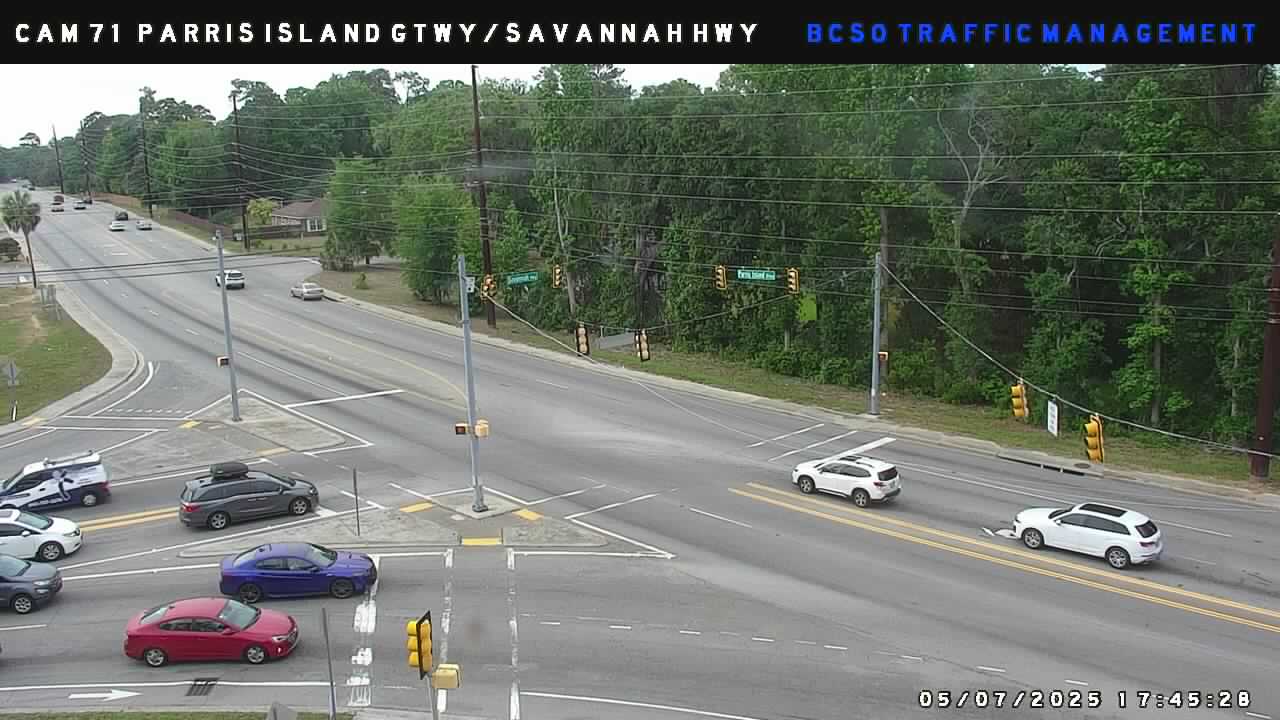 CAM 71 PARRIS ISLAND GTWY/SAVANNAH HWY
BCSO TRAFFIC MANAGEMENT
05/07/2025 17:45:28